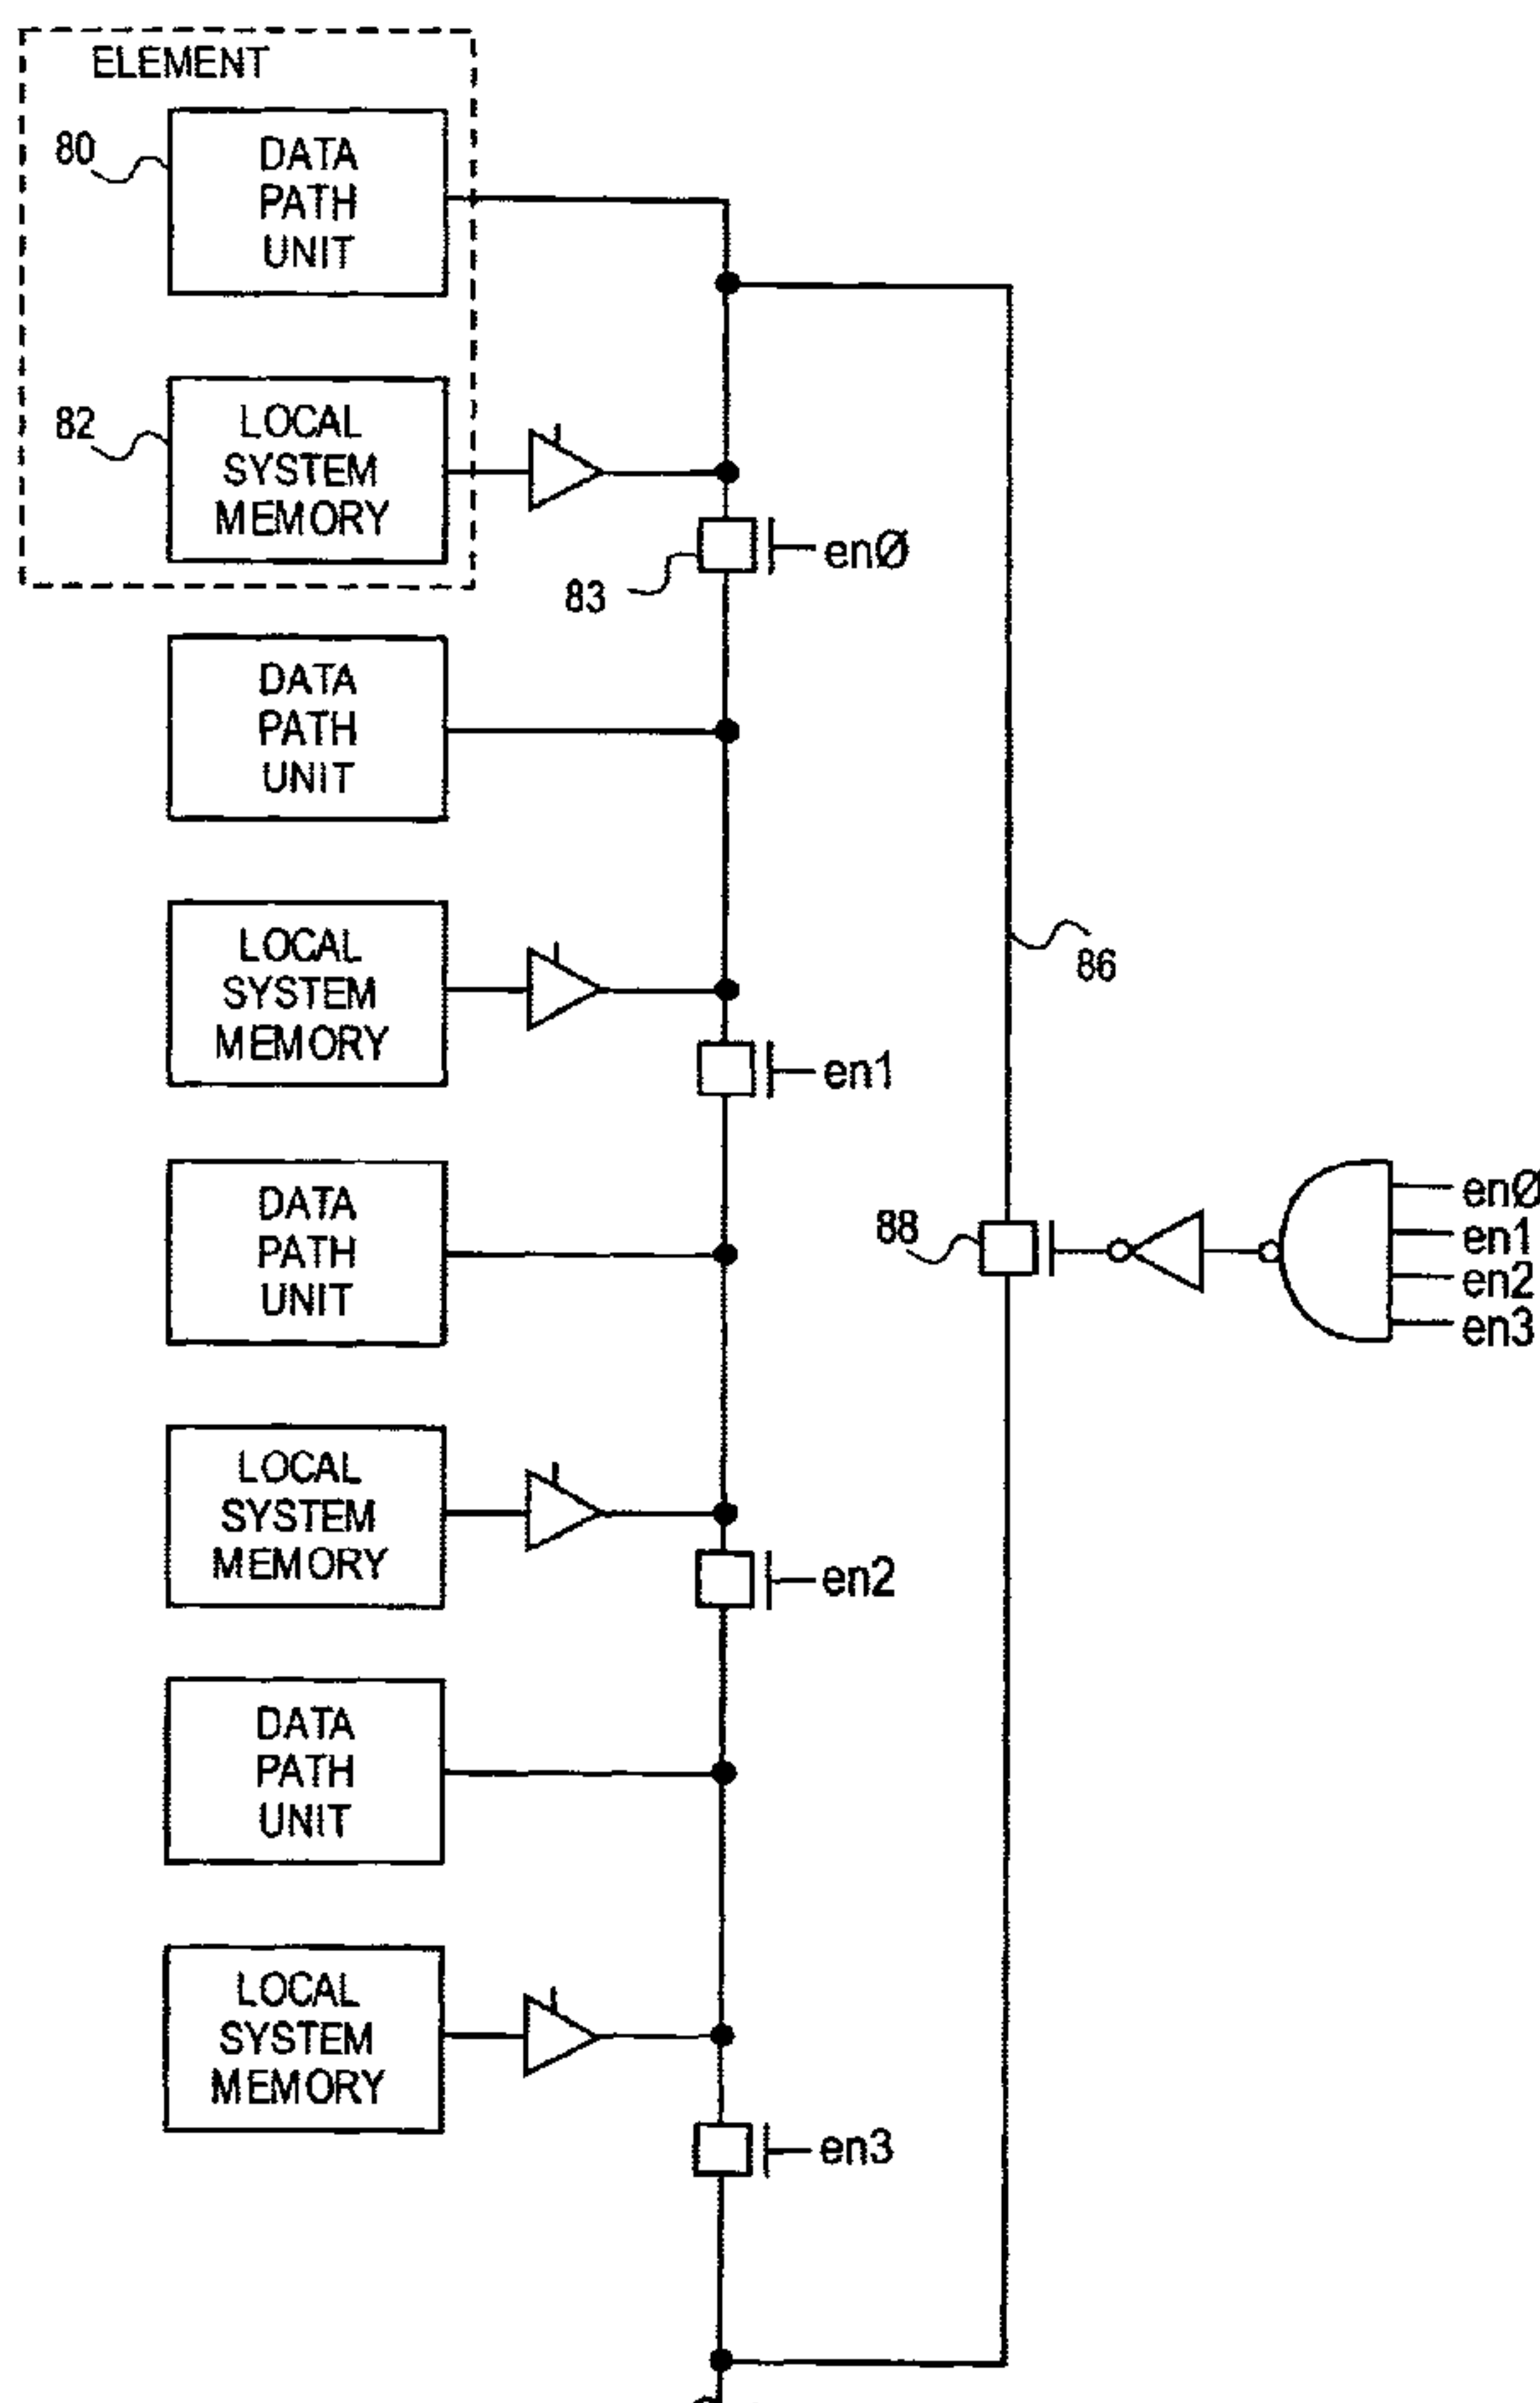 ELEMENT
80
DATA
PATH
UNIT
82
LOCAL
SYSTEM
MEMORY
enØ
83
DATA
PATH
UNIT
LOCAL
SYSTEM
MEMORY
86
en1
DATA
PATH
UNIT
88
enØ
en1
en2
en3
LOCAL
SYSTEM
MEMORY
en2
DATA
PATH
UNIT
LOCAL
SYSTEM
MEMORY
en3